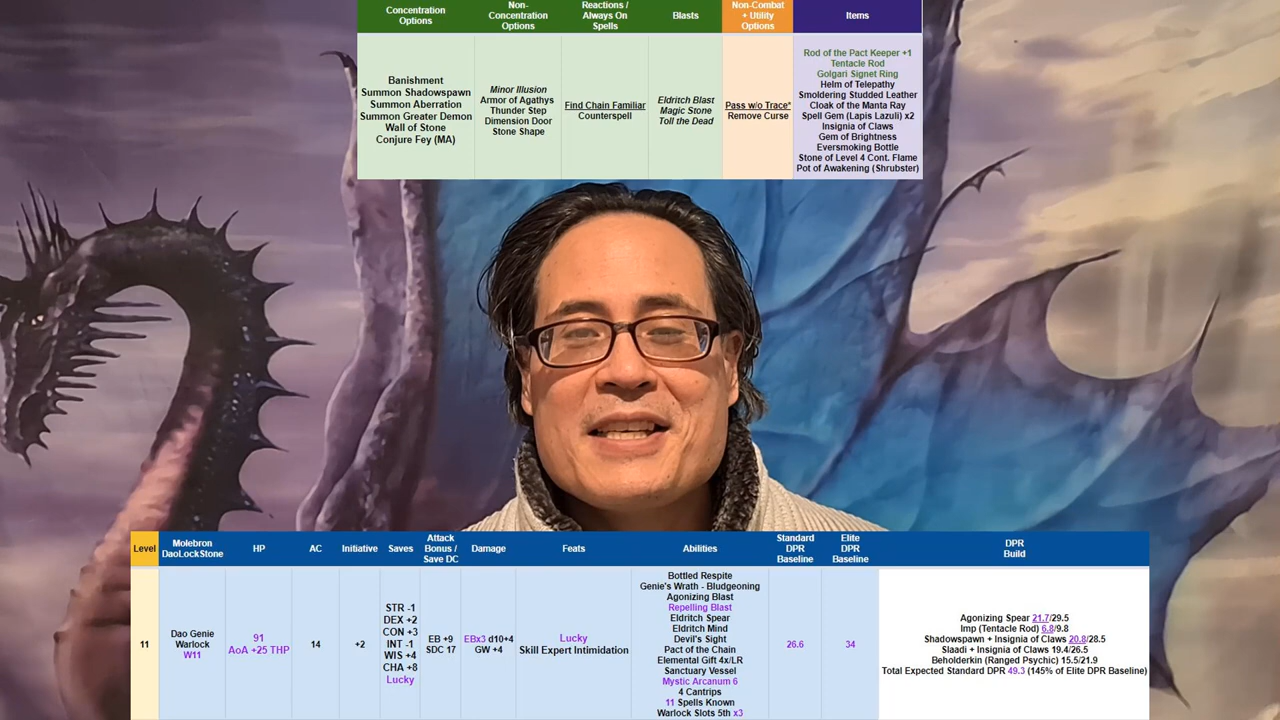 Concentration
Options
Non-
Concentration
Options
Reactions /
Always On
Spells
Blasts
Non-Combat
+ Utility
Options
Items
Banishment
Summon Shadowspawn
Summon Aberration
Summon Greater Demon
Wall of Stone
Conjure Fey (MA)
Minor Illusion
Armor of Agathys
Thunder Step
Dimension Door
Stone Shape
Find Chain Familiar
Counterspell
Eldritch Blast
Magic Stone
Toll the Dead
Pass w/o Trace*
Remove Curse
Rod of the Pact Keeper +1
Tentacle Rod
Golgari Signet Ring
Helm of Telepathy
Smoldering Studded Leather
Cloak of the Manta Ray
Spell Gem (Lapis Lazuli) x2
Insignia of Claws
Gem of Brightness
Eversmoking Bottle
Stone of Level 4 Cont. Flame
Pot of Awakening (Shrubster)
Level
Molebron
DaoLockStone
HP
AC
Initiative
Saves
Attack
Bonus /
Save DC
Damage
Feats
Abilities
Standard
DPR
Baseline
Elite
DPR
Baseline
DPR
Build
11
Dao Genie
Warlock
W11
91
AoA +25 THP
14
+2
STR -1
DEX +2
CON +3
INT -1
WIS +4
CHA +8
Lucky
EB +9
SDC 17
EBx3 d10+4
GW +4
Lucky
Skill Expert Intimidation
Bottled Respite
Genie's Wrath - Bludgeoning
Agonizing Blast
Repelling Blast
Eldritch Spear
Eldritch Mind
Devil's Sight
Pact of the Chain
Elemental Gift 4x/LR
Sanctuary Vessel
Mystic Arcanum 6
4 Cantrips
11 Spells Known
Warlock Slots 5th x3
26.6
34
Agonizing Spear 21.7/29.5
Imp (Tentacle Rod) 6.8/9.8
Shadowspawn + Insignia of Claws 20.8/28.5
Slaadi + Insignia of Claws 19.4/26.5
Beholderkin (Ranged Psychic) 15.5/21.9
Total Expected Standard DPR 49.3 (145% of Elite DPR Baseline)